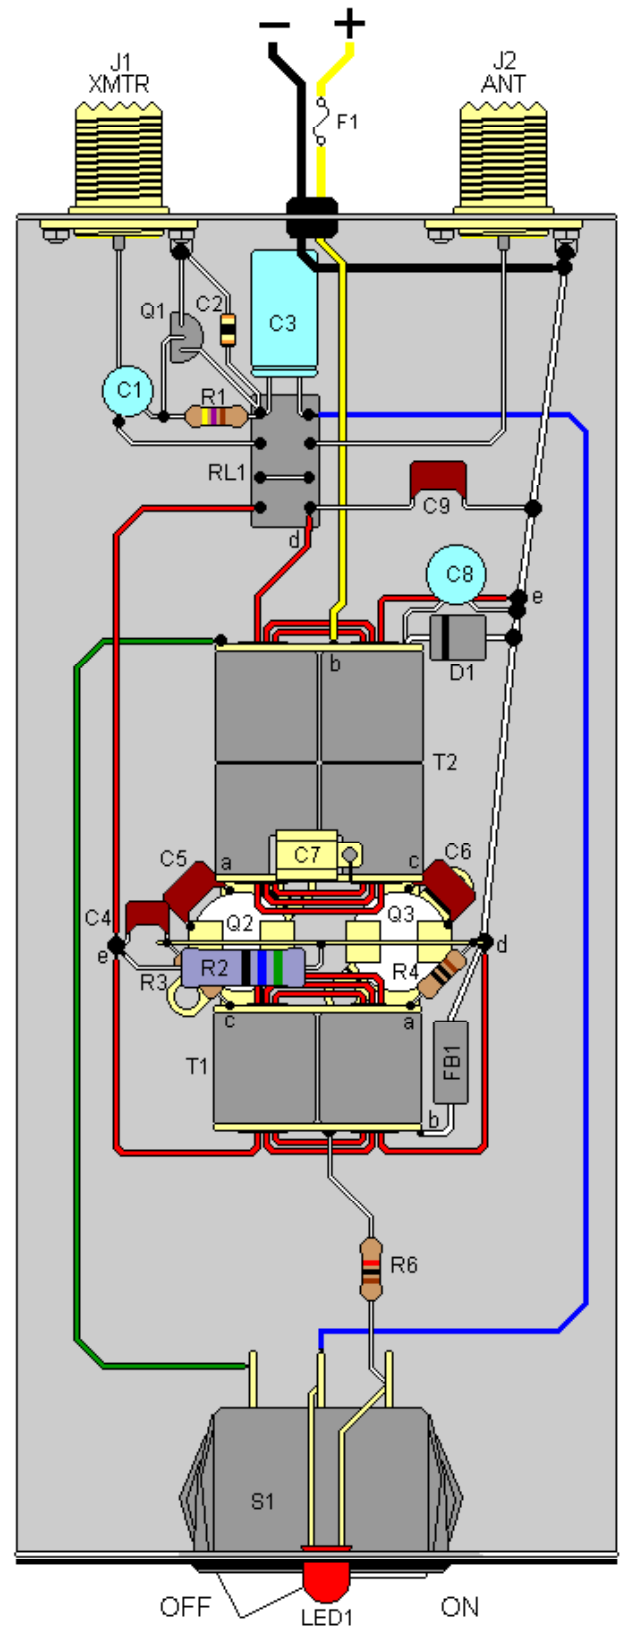 − +
J1
XMTR
J2
ANT
F1
Q1
C2
C3
C1
R1
RL1
C9
d
C8
e
D1
b
T2
a
C7
c
C6
C5
Q2
Q3
C4
e
R3
R2
R4
d
c
a
T1
FB1
b
R6
S1
OFF
LED1
ON